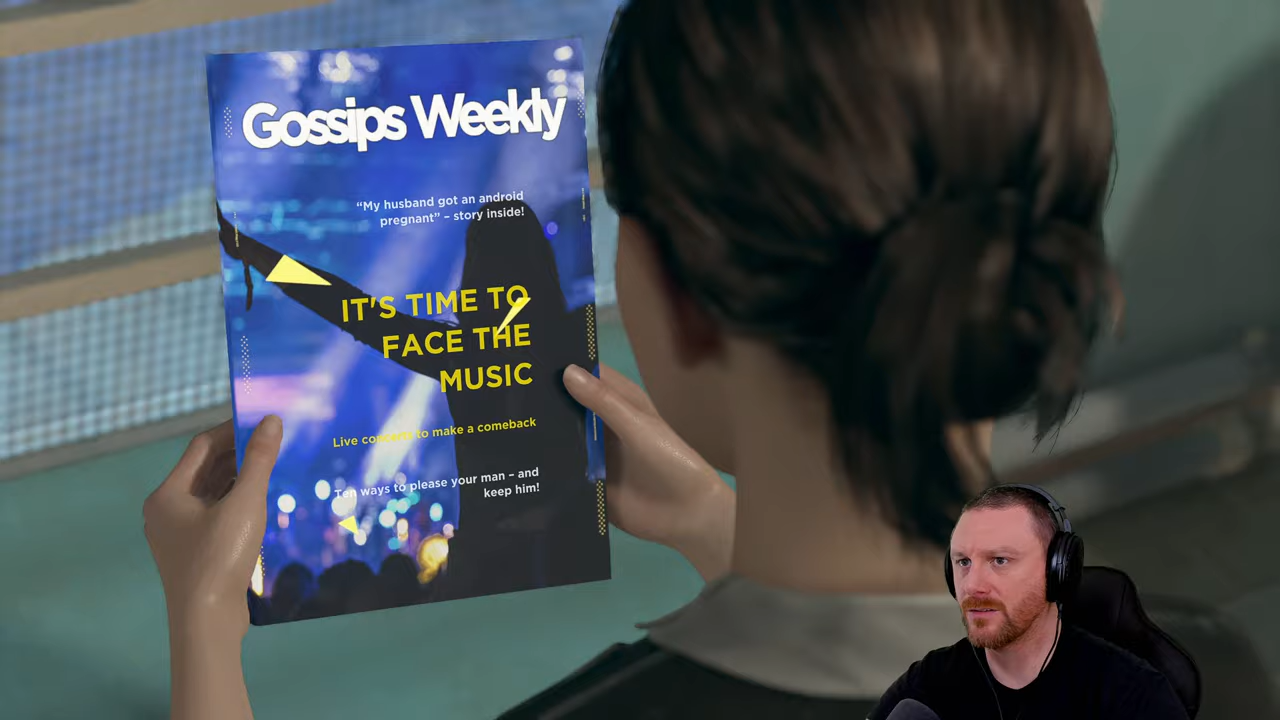 Gossips Weekly
“My husband got an android
pregnant” – story inside!
IT'S TIME TO
FACE THE
MUSIC
Live concerts to make a comeback
Ten ways to please your man – and
keep him!